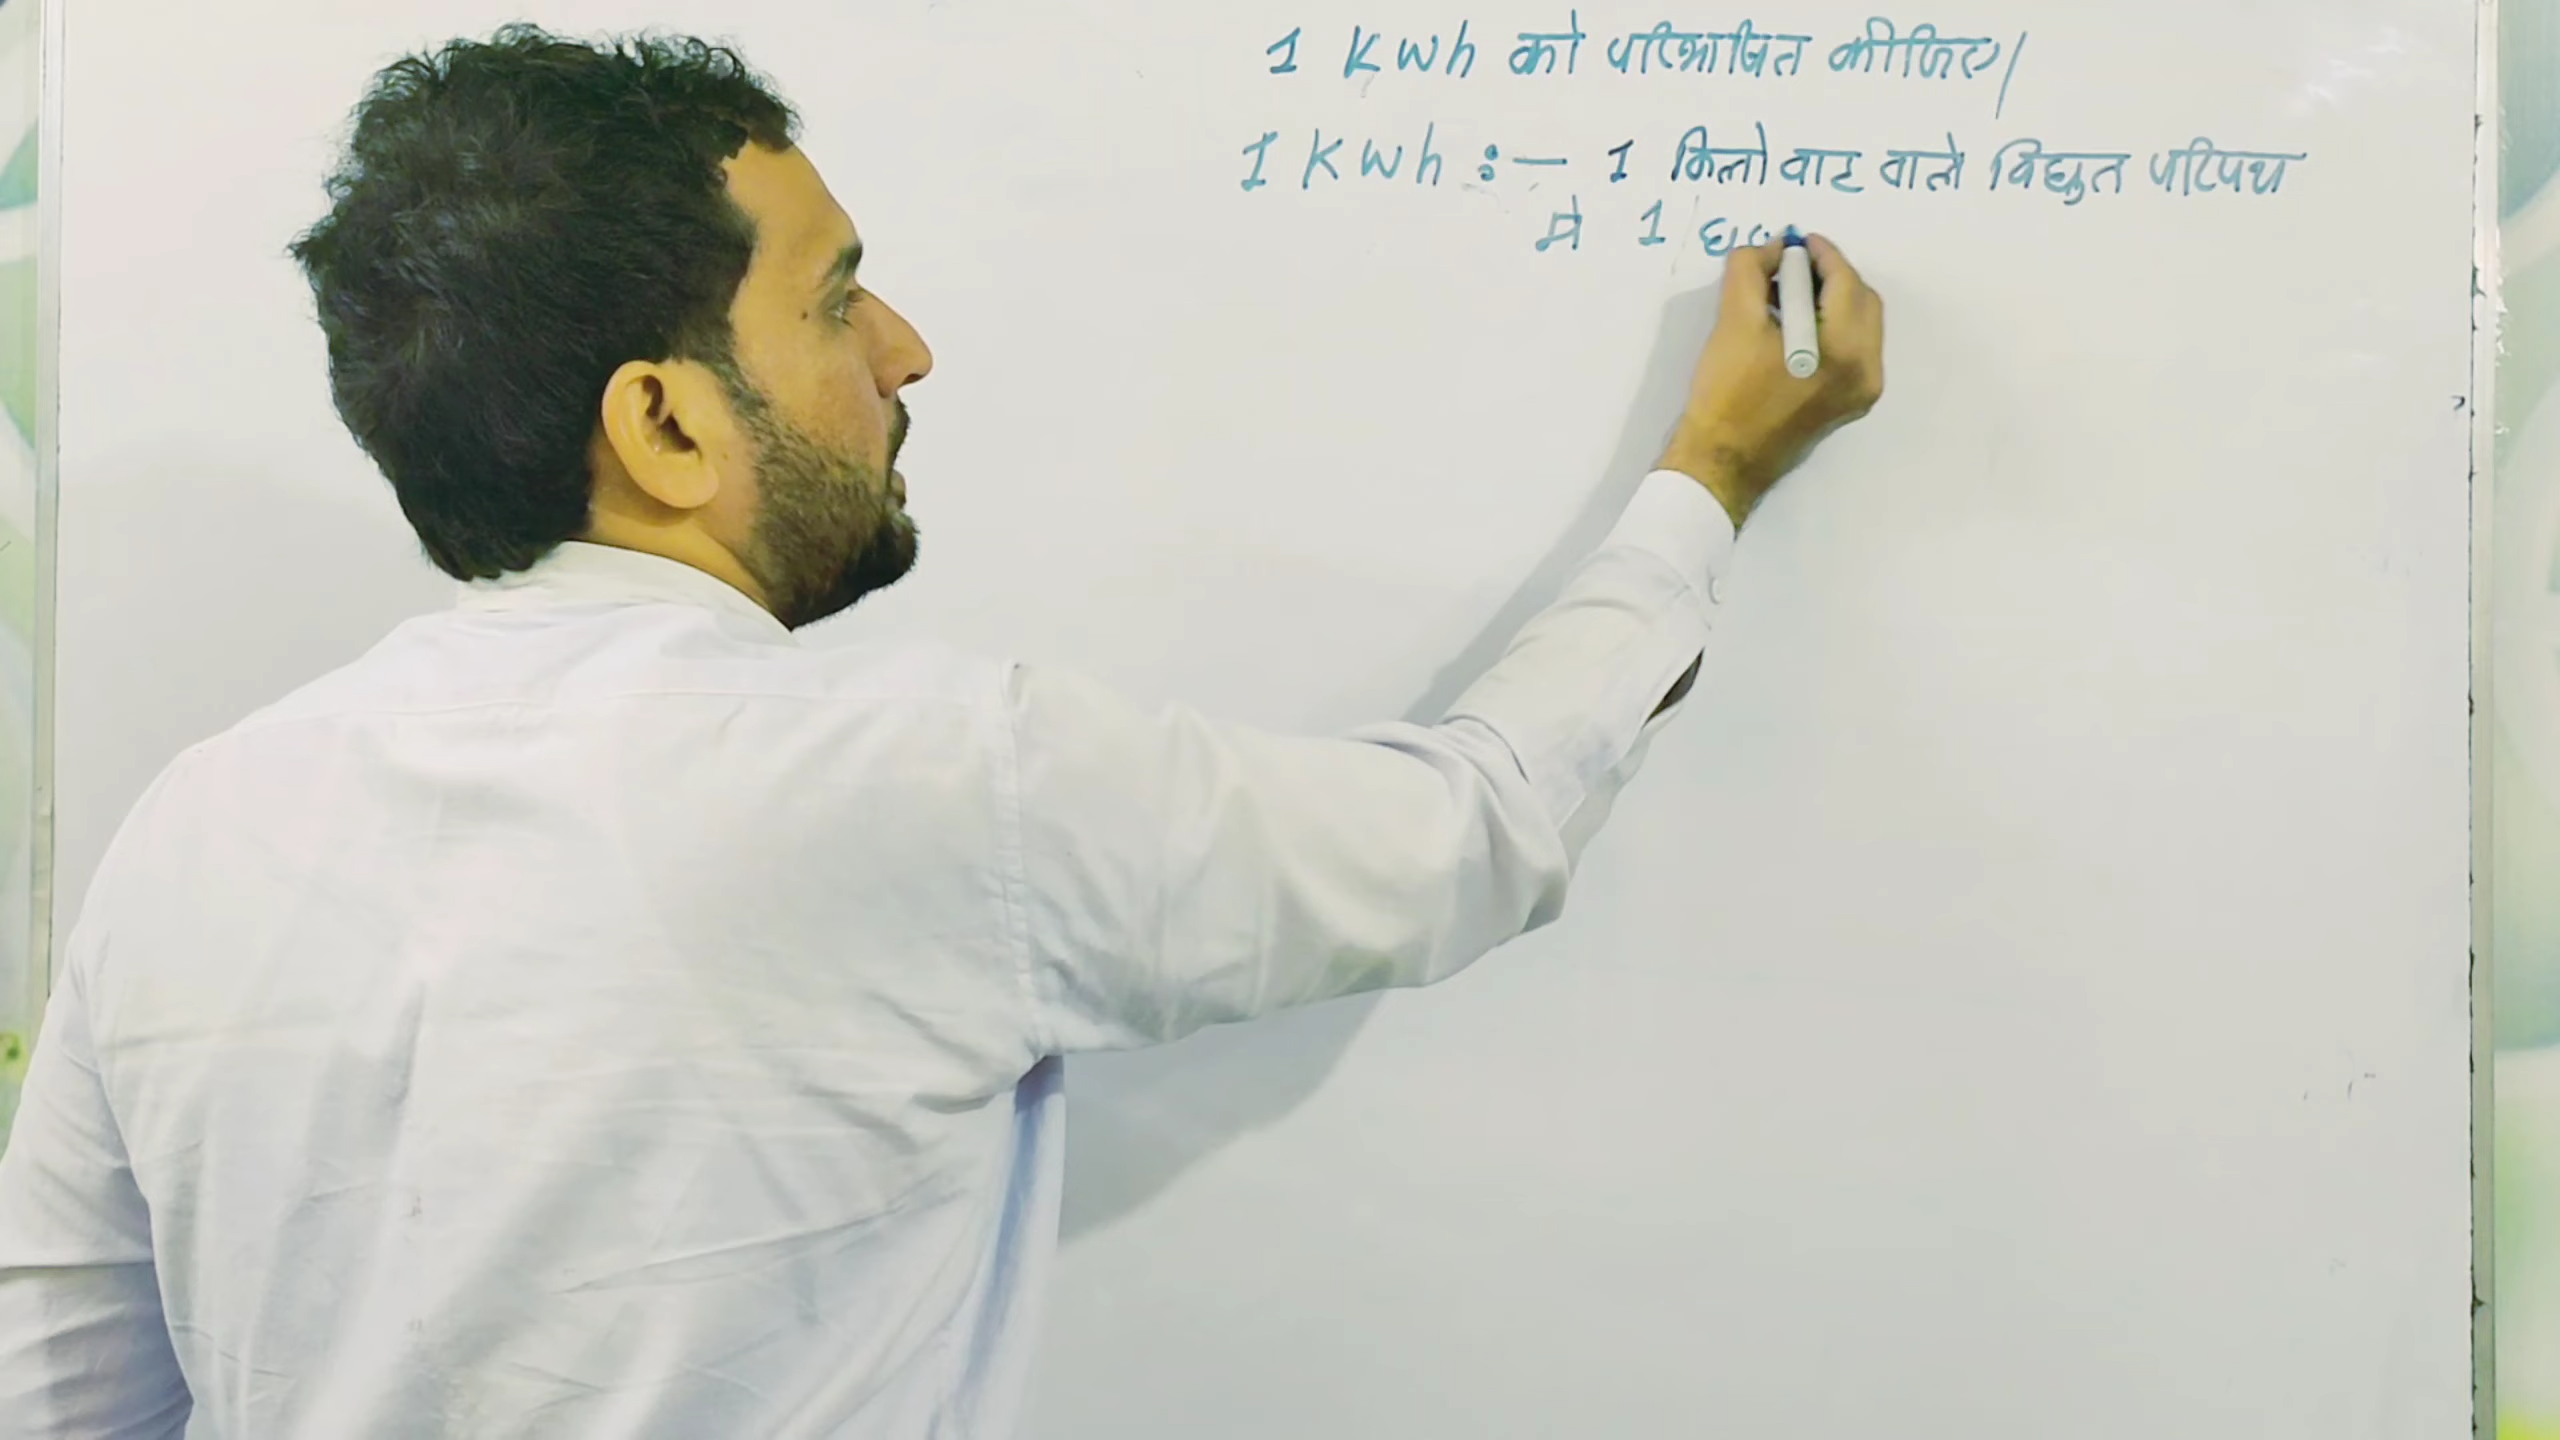 1 Kwh को परिभाषित कीजिए।
1 Kwh :- 1 किलोवाट वाले विद्युत परिपथ
मे 1